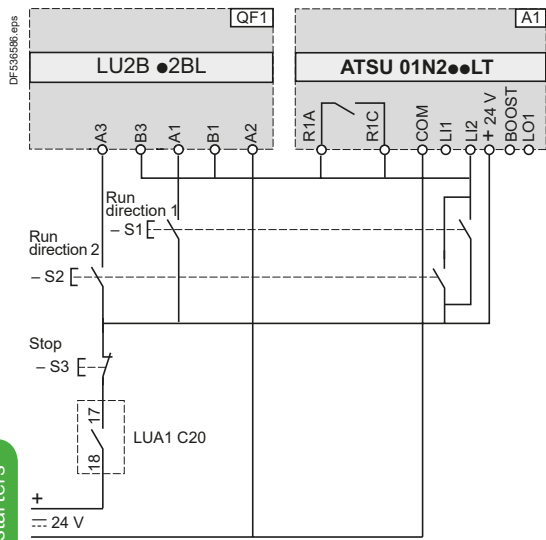 DF536586.eps
QF1
A1
LU2B ●2BL
ATSU 01N2●●LT
A3
B3
A1
B1
A2
R1A
R1C
COM
LI1
LI2
+ 24 V
BOOST
LO1
Run
direction 1
– S1
Run
direction 2
– S2
Stop
– S3
17
18
LUA1 C20
+
24 V
starters